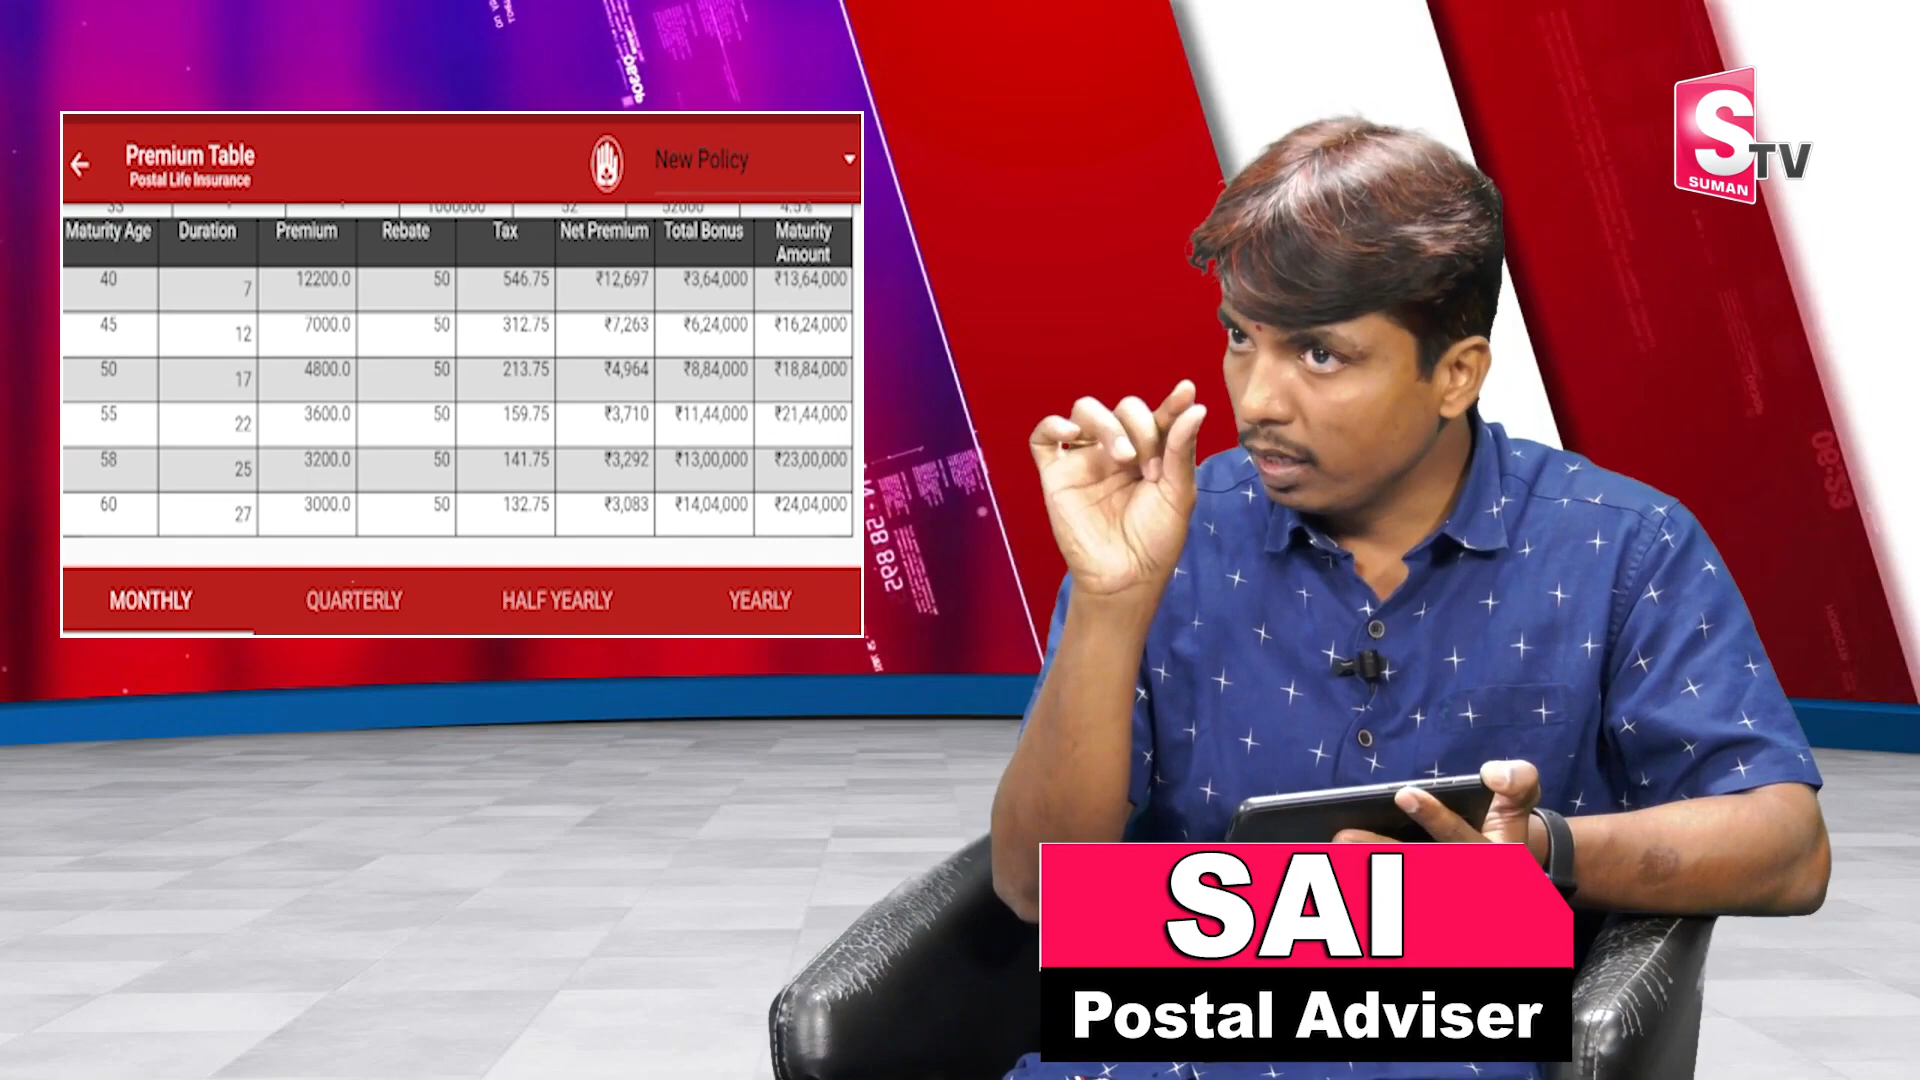 Premium Table
Postal Life Insurance
New Policy
33 1000000 52 52000 4.5%
Maturity Age Duration Premium Rebate Tax Net Premium Total Bonus Maturity Amount
40 7 12200.0 50 546.75 ₹12,697 ₹3,64,000 ₹13,64,000
45 12 7000.0 50 312.75 ₹7,263 ₹6,24,000 ₹16,24,000
50 17 4800.0 50 213.75 ₹4,964 ₹8,84,000 ₹18,84,000
55 22 3600.0 50 159.75 ₹3,710 ₹11,44,000 ₹21,44,000
58 25 3200.0 50 141.75 ₹3,292 ₹13,00,000 ₹23,00,000
60 27 3000.0 50 132.75 ₹3,083 ₹14,04,000 ₹24,04,000
MONTHLY QUARTERLY HALF YEARLY YEARLY
S TV
SUMAN
SAI
Postal Adviser